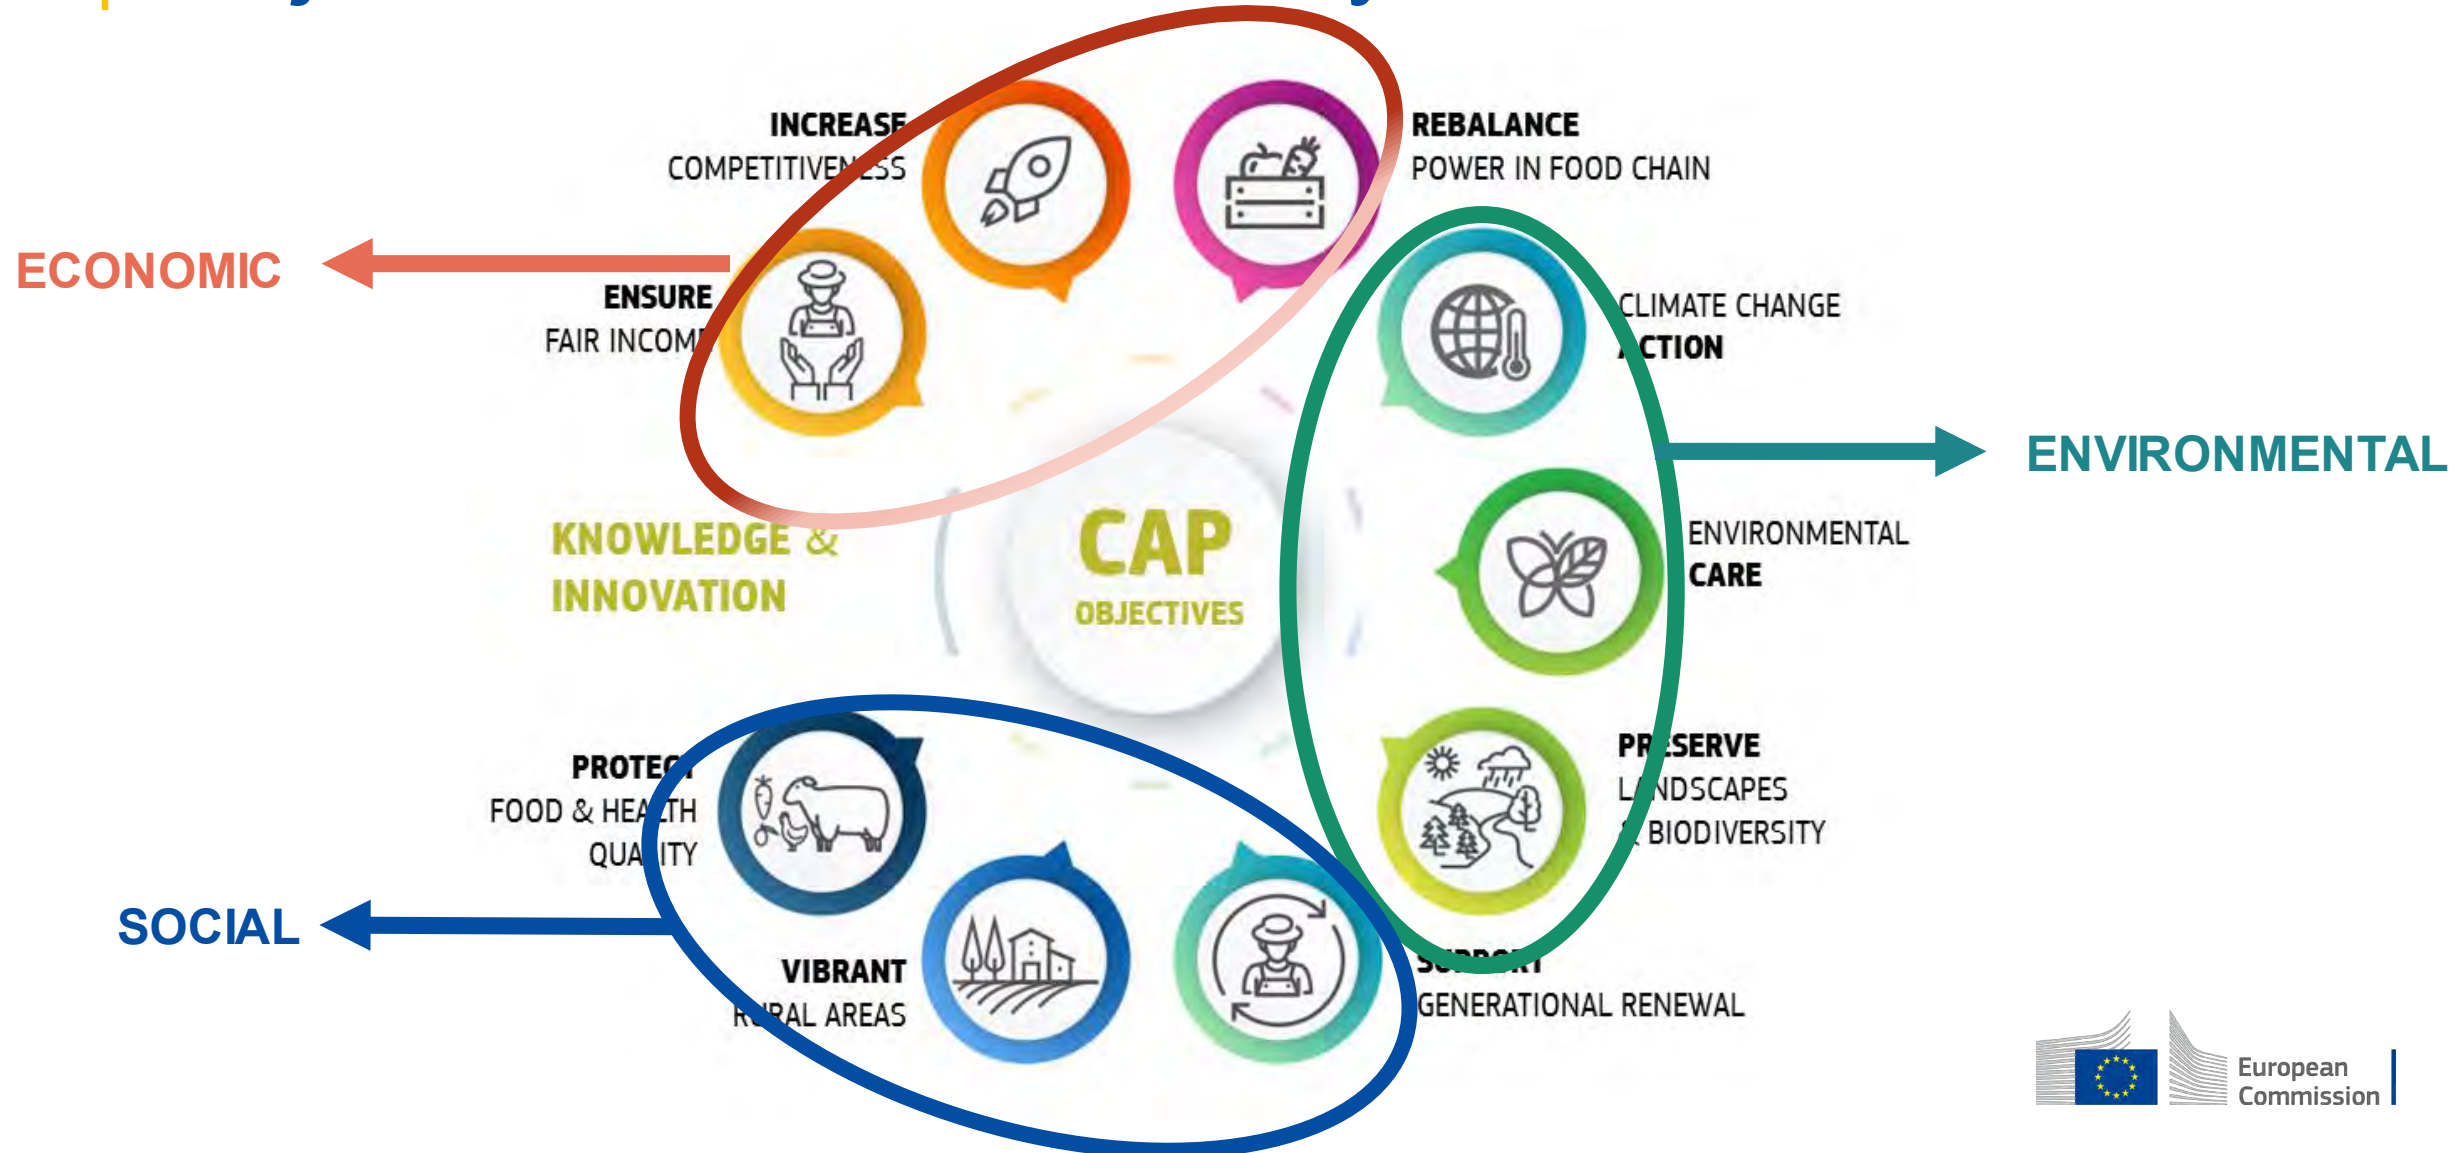 INCREASE
COMPETITIVENESS
REBALANCE
POWER IN FOOD CHAIN
ECONOMIC
ENSURE
FAIR INCOME
CLIMATE CHANGE
ACTION
ENVIRONMENTAL
KNOWLEDGE &
INNOVATION
CAP
OBJECTIVES
ENVIRONMENTAL
CARE
PROTECT
FOOD & HEALTH
QUALITY
PRESERVE
LANDSCAPES
& BIODIVERSITY
SOCIAL
VIBRANT
RURAL AREAS
SUPPORT
GENERATIONAL RENEWAL
European
Commission